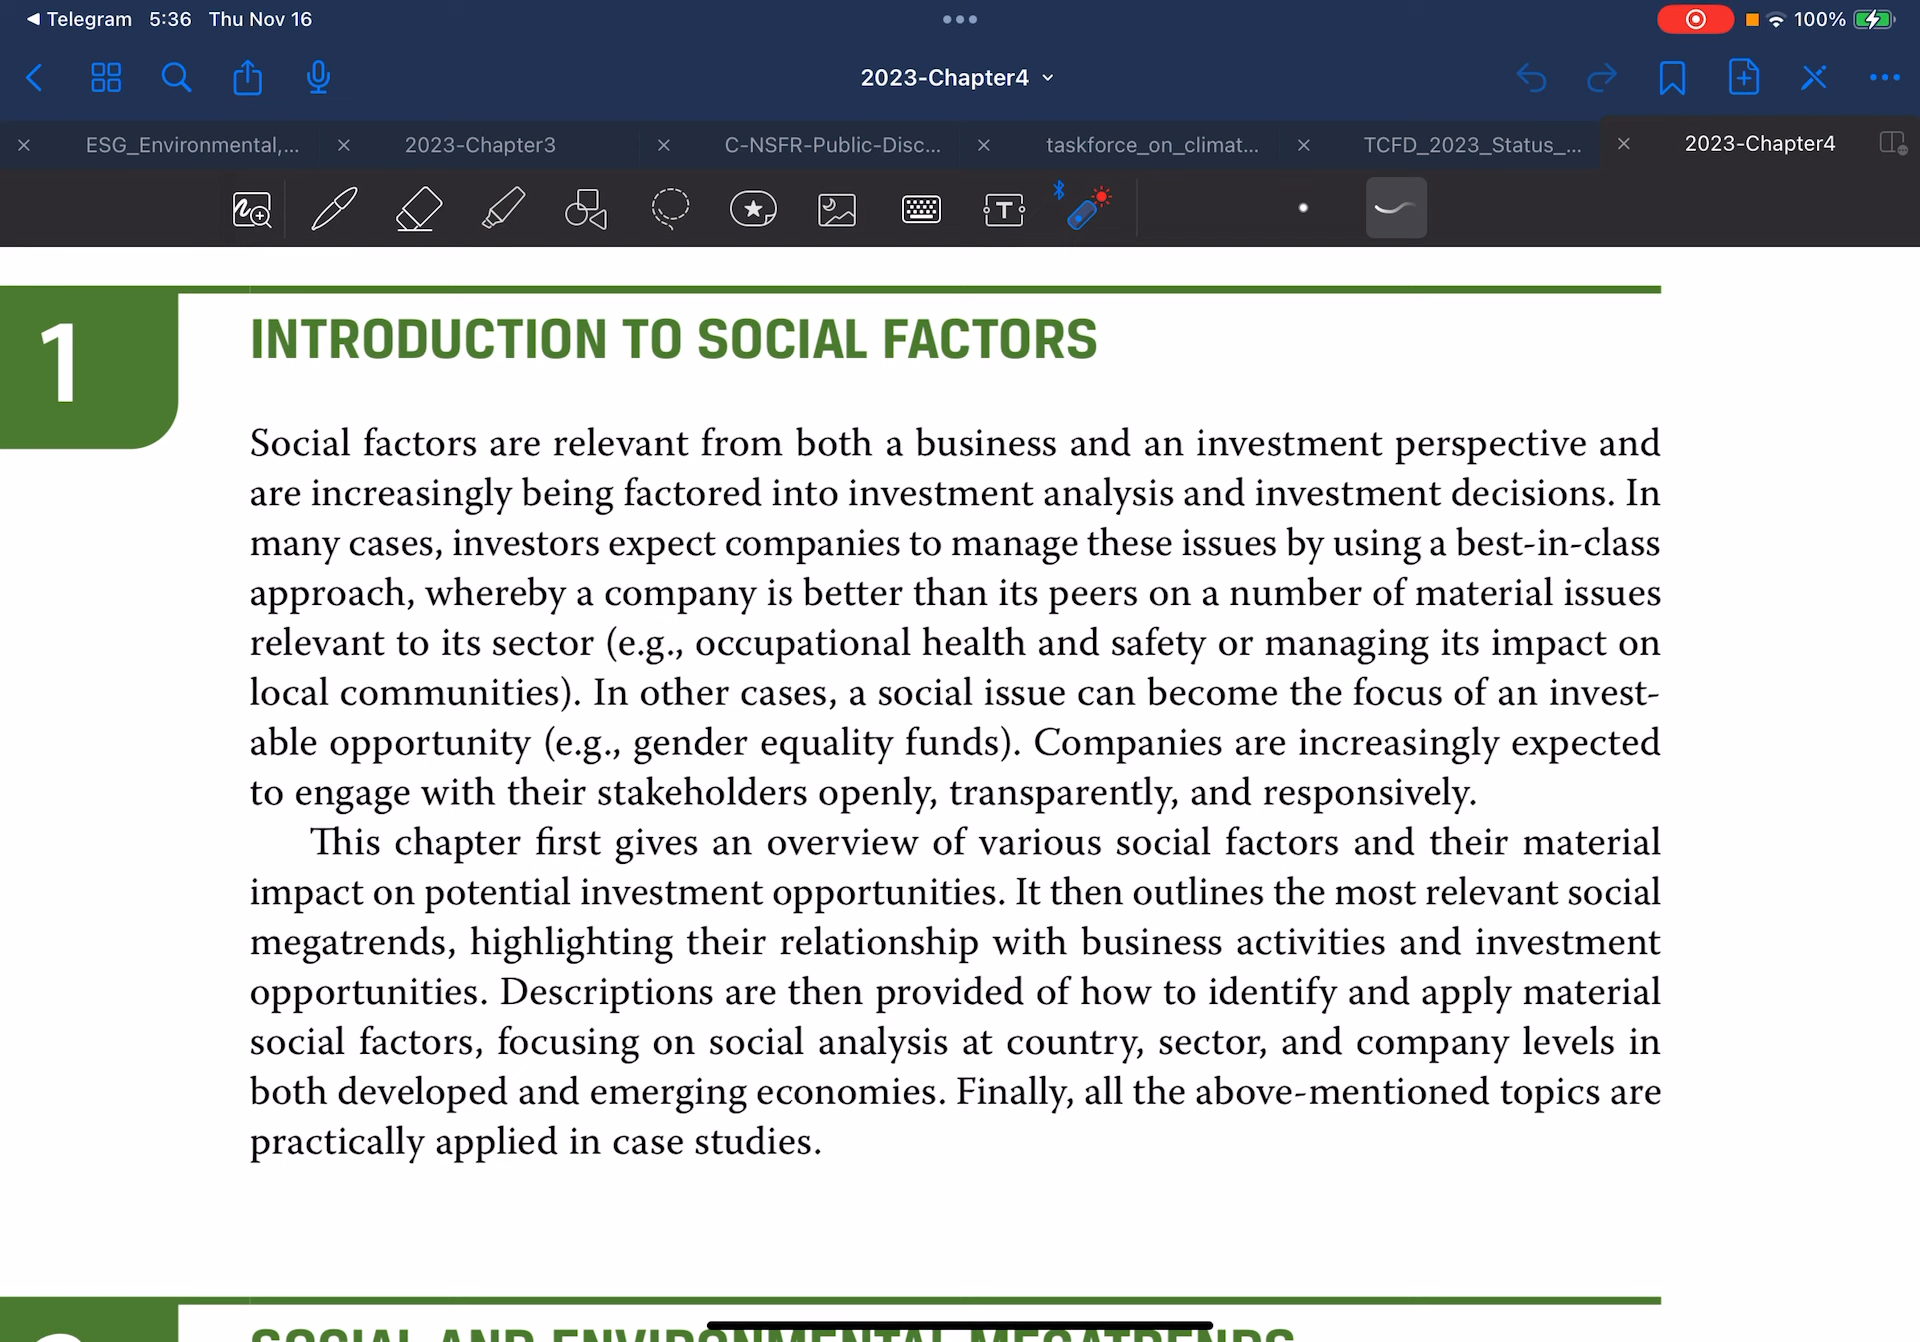 Telegram 5:36 Thu Nov 16
100%
2023-Chapter4
ESG_Environmental,...
2023-Chapter3
C-NSFR-Public-Disc...
taskforce_on_climat...
TCFD_2023_Status_...
2023-Chapter4
T
1
INTRODUCTION TO SOCIAL FACTORS
Social factors are relevant from both a business and an investment perspective and
are increasingly being factored into investment analysis and investment decisions. In
many cases, investors expect companies to manage these issues by using a best-in-class
approach, whereby a company is better than its peers on a number of material issues
relevant to its sector (e.g., occupational health and safety or managing its impact on
local communities). In other cases, a social issue can become the focus of an invest-
able opportunity (e.g., gender equality funds). Companies are increasingly expected
to engage with their stakeholders openly, transparently, and responsively.
This chapter first gives an overview of various social factors and their material
impact on potential investment opportunities. It then outlines the most relevant social
megatrends, highlighting their relationship with business activities and investment
opportunities. Descriptions are then provided of how to identify and apply material
social factors, focusing on social analysis at country, sector, and company levels in
both developed and emerging economies. Finally, all the above-mentioned topics are
practically applied in case studies.
SOCIAL AND ENVIRONMENTAL MEGATRENDS